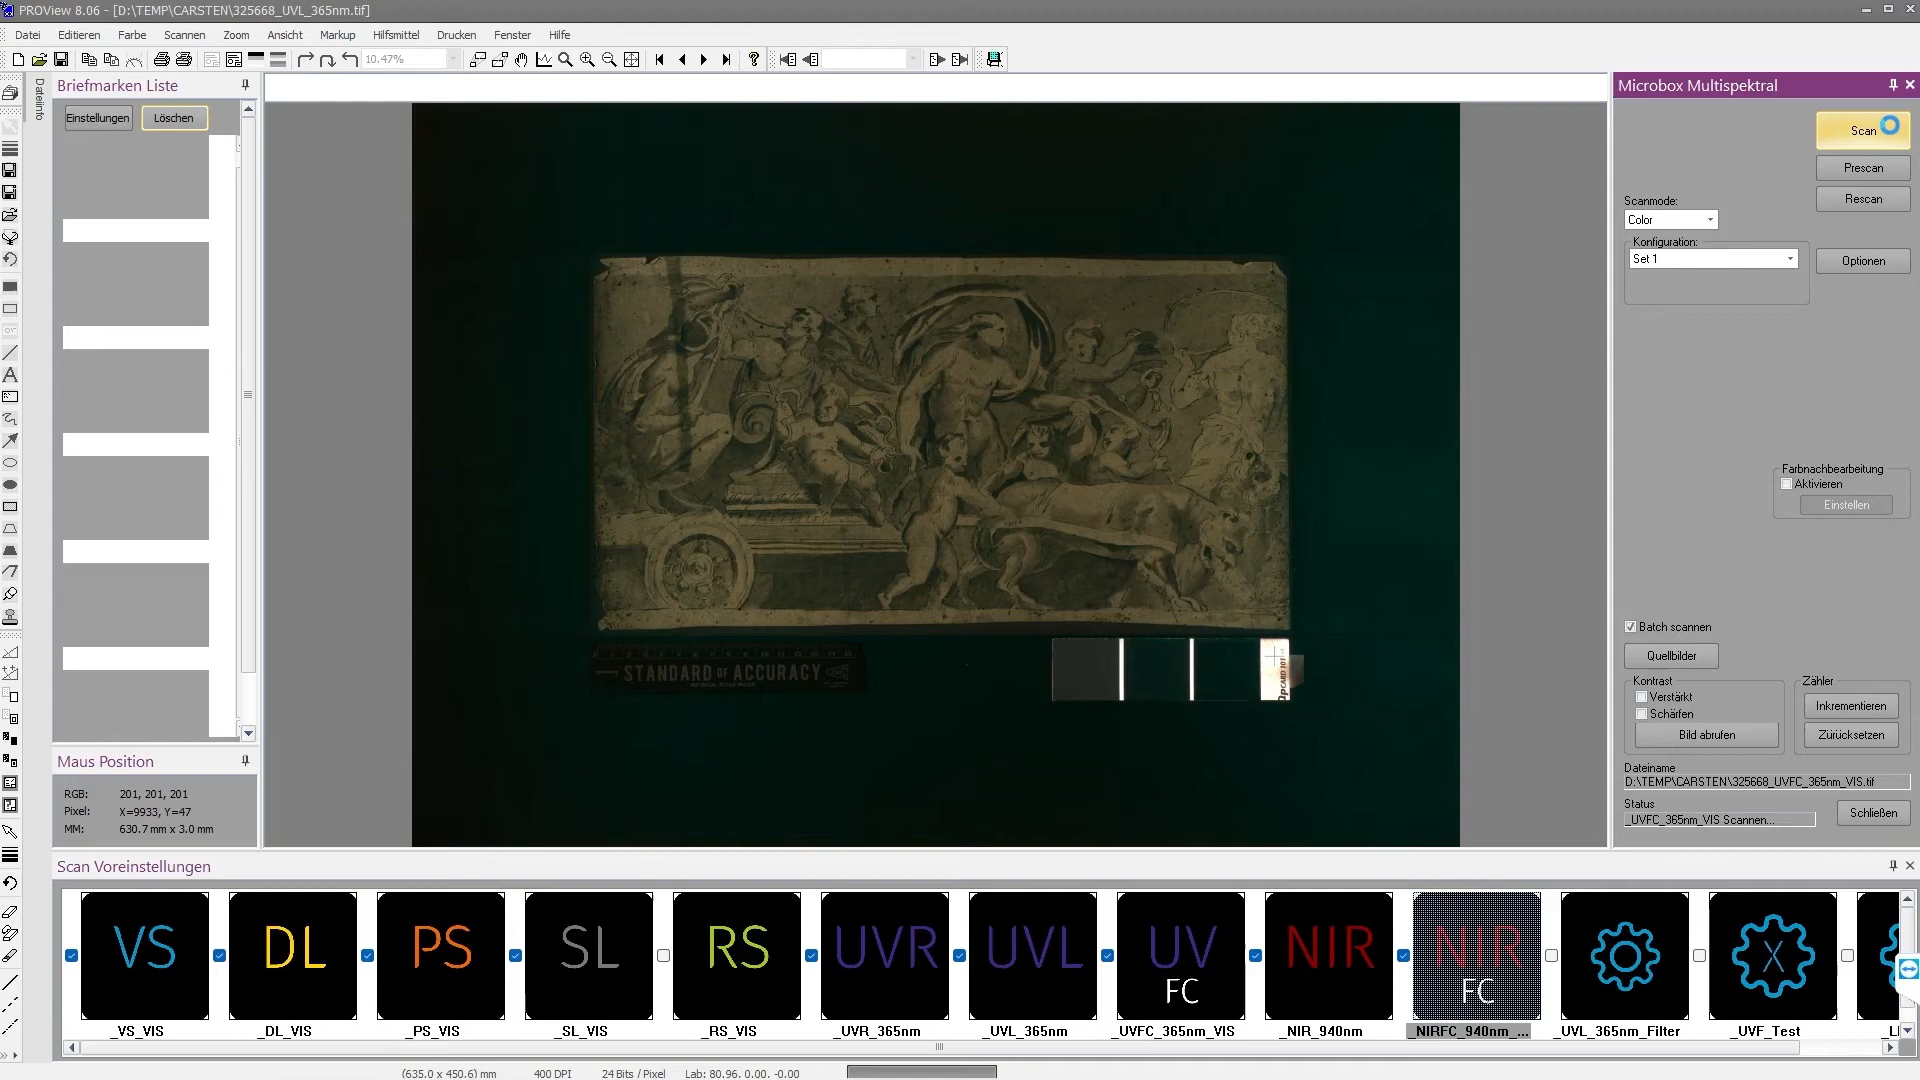 PROView 8.06 - [D:\TEMP\CARSTEN\325668_UVL_365nm.tif]
Datei Editieren Farbe Scannen Zoom Ansicht Markup Hilfsmittel Drucken Fenster Hilfe
10.47%
Dateiinfo
Briefmarken Liste
Einstellungen Löschen
STANDARD OF ACCURACY
Maus Position
RGB: 201, 201, 201
Pixel: X=9933, Y=47
MM: 630.7 mm x 3.0 mm
Microbox Multispektral
Scan
Prescan
Rescan
Scanmode:
Color
Konfiguration:
Set 1
Optionen
Farbnachbearbeitung
Aktivieren
Einstellen
Batch scannen
Quellbilder
Kontrast
Verstärkt
Schärfen
Bild abrufen
Zähler
Inkrementieren
Zürücksetzen
Dateiname
D:\TEMP\CARSTEN\325668_UVFC_365nm_VIS.tif
Status
_UVFC_365nm_VIS Scannen...
Schließen
Scan Voreinstellungen
VS DL PS SL RS UVR UVL UV FC NIR NIR FC X
_VS_VIS _DL_VIS _PS_VIS _SL_VIS _RS_VIS _UVR_365nm _UVL_365nm _UVFC_365nm_VIS _NIR_940nm _NIRFC_940nm_... _UVL_365nm_Filter _UVF_Test
(635.0 x 450.6) mm 400 DPI 24 Bits / Pixel Lab: 80.96, 0.00, -0.00